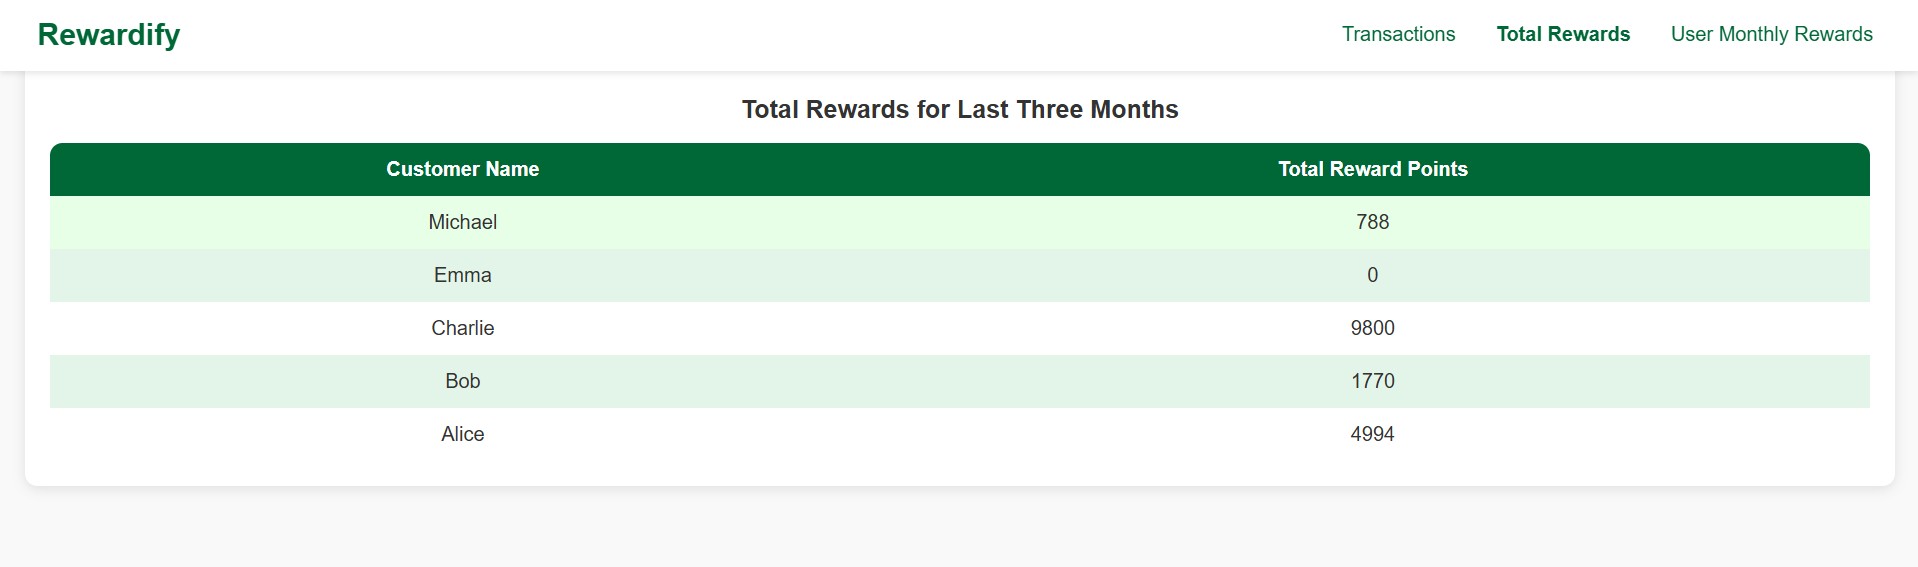 Rewardify Transactions Total Rewards User Monthly Rewards
Total Rewards for Last Three Months
Customer Name Total Reward Points
Michael 788
Emma 0
Charlie 9800
Bob 1770
Alice 4994